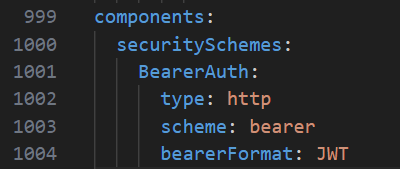 999 components:
1000 securitySchemes:
1001 BearerAuth:
1002 type: http
1003 scheme: bearer
1004 bearerFormat: JWT